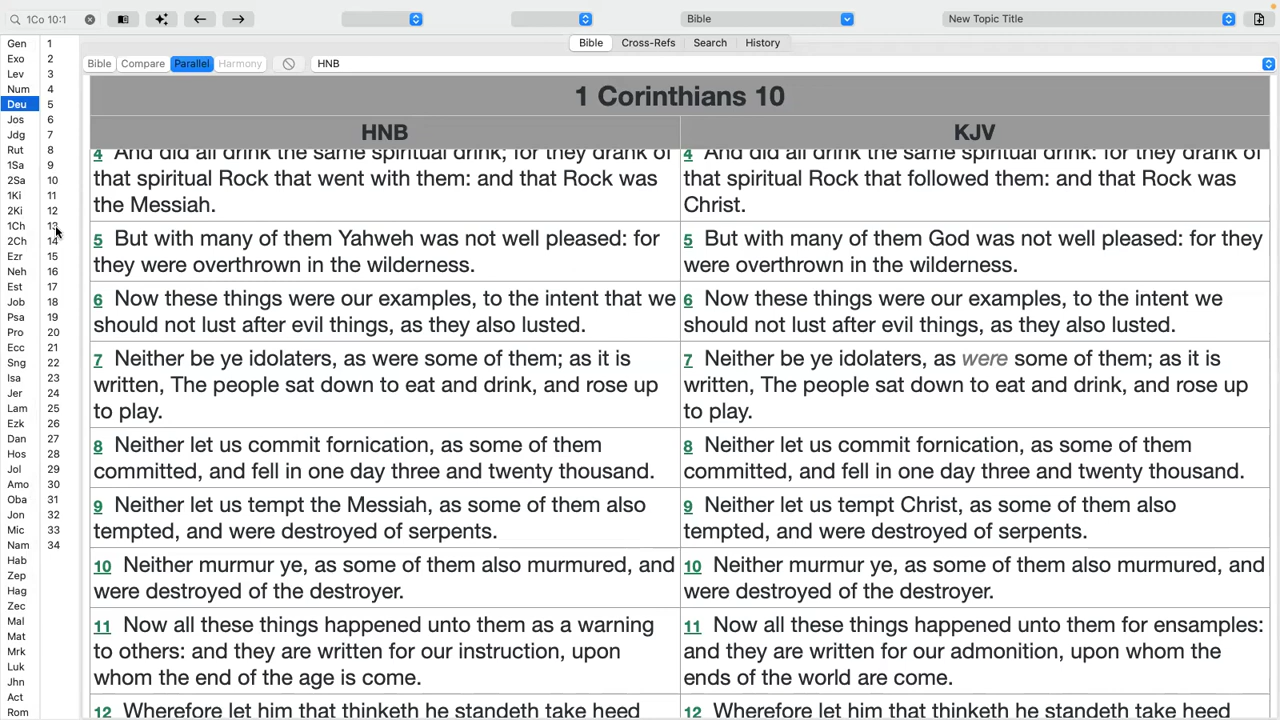 1Co 10:1
Bible
New Topic Title
Bible
Cross-Refs
Search
History
Bible
Compare
Parallel
Harmony
HNB
Gen
Exo
Lev
Num
Deu
Jos
Jdg
Rut
1Sa
2Sa
1Ki
2Ki
1Ch
2Ch
Ezr
Neh
Est
Job
Psa
Pro
Ecc
Sng
Isa
Jer
Lam
Ezk
Dan
Hos
Jol
Amo
Oba
Jon
Mic
Nam
Hab
Zep
Hag
Zec
Mal
Mat
Mrk
Luk
Jhn
Act
Rom
1
2
3
4
5
6
7
8
9
10
11
12
13
14
15
16
17
18
19
20
21
22
23
24
25
26
27
28
29
30
31
32
33
34
1 Corinthians 10
HNB
4 And did all drink the same spiritual drink; for they drank of
that spiritual Rock that went with them: and that Rock was
the Messiah.
5 But with many of them Yahweh was not well pleased: for
they were overthrown in the wilderness.
6 Now these things were our examples, to the intent that we
should not lust after evil things, as they also lusted.
7 Neither be ye idolaters, as were some of them; as it is
written, The people sat down to eat and drink, and rose up
to play.
8 Neither let us commit fornication, as some of them
committed, and fell in one day three and twenty thousand.
9 Neither let us tempt the Messiah, as some of them also
tempted, and were destroyed of serpents.
10 Neither murmur ye, as some of them also murmured, and
were destroyed of the destroyer.
11 Now all these things happened unto them as a warning
to others: and they are written for our instruction, upon
whom the end of the age is come.
12 Wherefore let him that thinketh he standeth take heed
KJV
4 And did all drink the same spiritual drink: for they drank of
that spiritual Rock that followed them: and that Rock was
Christ.
5 But with many of them God was not well pleased: for they
were overthrown in the wilderness.
6 Now these things were our examples, to the intent we
should not lust after evil things, as they also lusted.
7 Neither be ye idolaters, as were some of them; as it is
written, The people sat down to eat and drink, and rose up
to play.
8 Neither let us commit fornication, as some of them
committed, and fell in one day three and twenty thousand.
9 Neither let us tempt Christ, as some of them also
tempted, and were destroyed of serpents.
10 Neither murmur ye, as some of them also murmured, and
were destroyed of the destroyer.
11 Now all these things happened unto them for ensamples:
and they are written for our admonition, upon whom the
ends of the world are come.
12 Wherefore let him that thinketh he standeth take heed